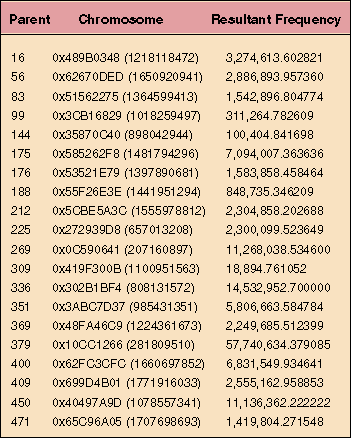 Parent Chromosome Resultant Frequency
16 0x489B0348 (1218118472) 3,274,613.602821
56 0x62670DED (1650920941) 2,886,893.957360
83 0x51562275 (1364599413) 1,542,896.804774
99 0x3CB16829 (1018259497) 311,264.782609
144 0x35870C40 (898042944) 100,404.841698
175 0x585262F8 (1481794296) 7,094,007.363636
176 0x53521E79 (1397890681) 1,583,858.458464
188 0x55F26E3E (1441951294) 848,735.346209
212 0x5CBE5A3C (1555978812) 2,304,858.202688
225 0x272939D8 (657013208) 2,300,099.523649
269 0x0C590641 (207160897) 11,268,038.534600
309 0x419F300B (1100951563) 18,894.761052
336 0x302B1BF4 (808131572) 14,532,952.700000
351 0x3ABC7D37 (985431351) 5,806,663.584784
369 0x48FA46C9 (1224361673) 2,249,685.512399
379 0x10CC1266 (281809510) 57,740,634.379085
400 0x62FC3CFC (1660697852) 6,831,549.934641
409 0x699D4B01 (1771916033) 2,555,162.958853
450 0x40497A9D (1078557341) 11,136,362.222222
471 0x65C96A05 (1707698693) 1,419,804.271548